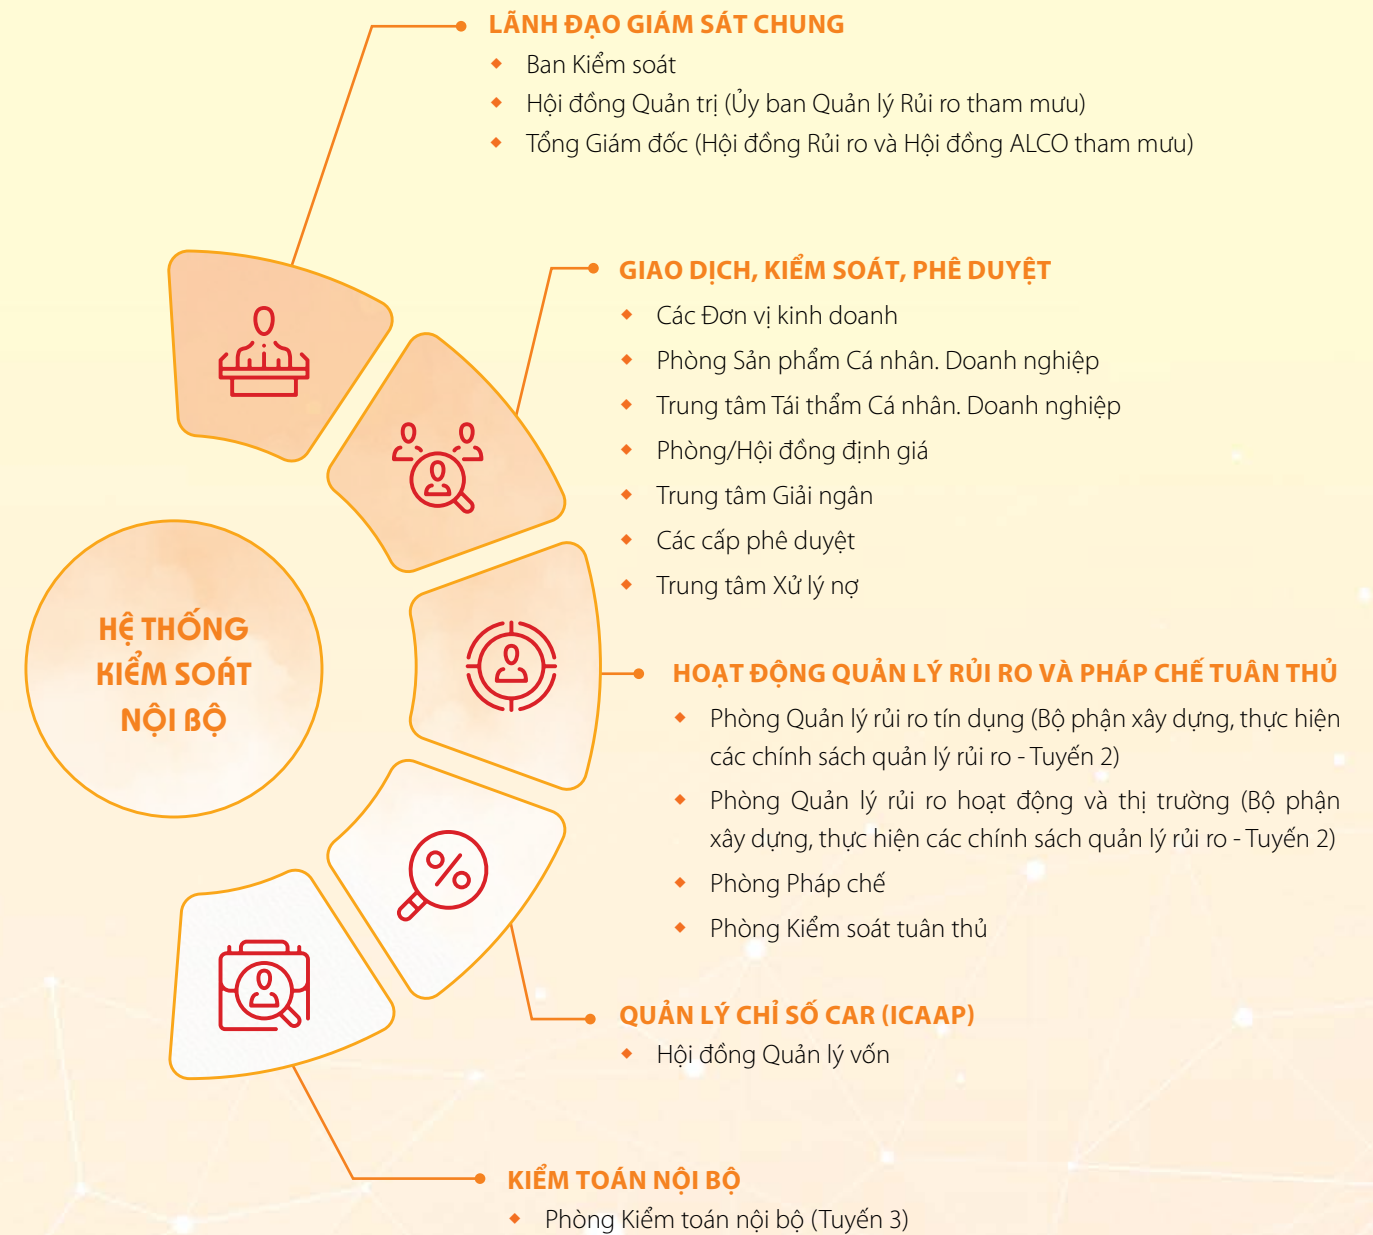 LÃNH ĐẠO GIÁM SÁT CHUNG
Ban Kiểm soát
Hội đồng Quản trị (Ủy ban Quản lý Rủi ro tham mưu)
Tổng Giám đốc (Hội đồng Rủi ro và Hội đồng ALCO tham mưu)
GIAO DỊCH, KIỂM SOÁT, PHÊ DUYỆT
Các Đơn vị kinh doanh
Phòng Sản phẩm Cá nhân. Doanh nghiệp
Trung tâm Tái thẩm Cá nhân. Doanh nghiệp
Phòng/Hội đồng định giá
Trung tâm Giải ngân
Các cấp phê duyệt
Trung tâm Xử lý nợ
HỆ THỐNG
KIỂM SOÁT
NỘI BỘ
HOẠT ĐỘNG QUẢN LÝ RỦI RO VÀ PHÁP CHẾ TUÂN THỦ
Phòng Quản lý rủi ro tín dụng (Bộ phận xây dựng, thực hiện
các chính sách quản lý rủi ro - Tuyến 2)
Phòng Quản lý rủi ro hoạt động và thị trường (Bộ phận
xây dựng, thực hiện các chính sách quản lý rủi ro - Tuyến 2)
Phòng Pháp chế
Phòng Kiểm soát tuân thủ
QUẢN LÝ CHỈ SỐ CAR (ICAAP)
Hội đồng Quản lý vốn
KIỂM TOÁN NỘI BỘ
Phòng Kiểm toán nội bộ (Tuyến 3)